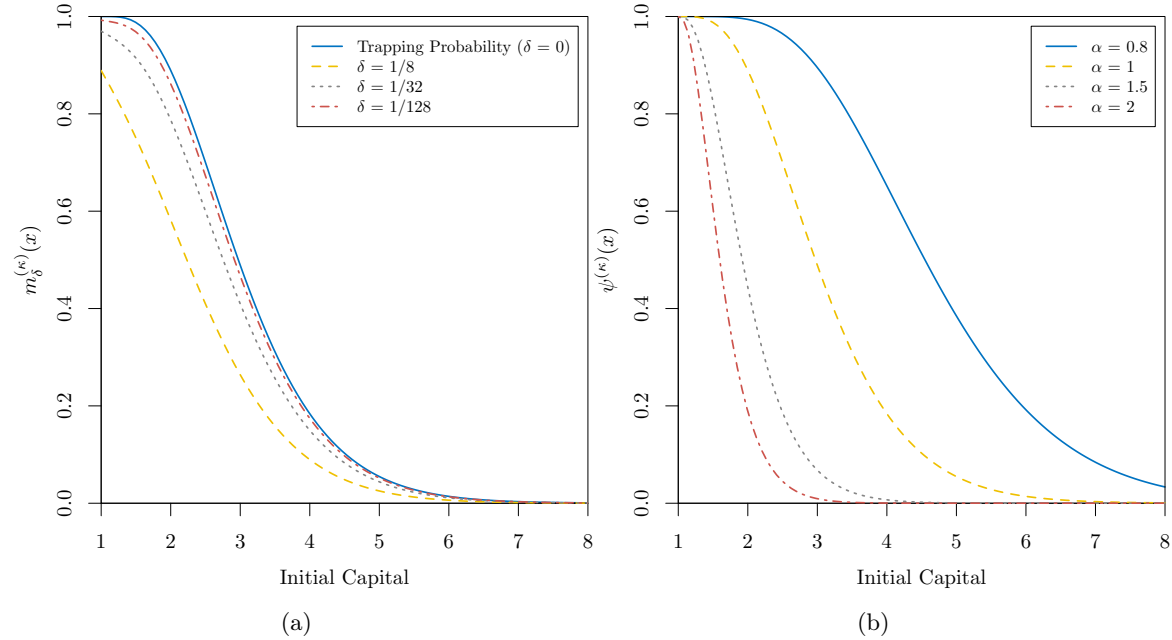 Trapping Probability (δ = 0)
δ = 1/8
δ = 1/32
δ = 1/128
m_δ^(κ)(x)
0.0 0.2 0.4 0.6 0.8 1.0
1 2 3 4 5 6 7 8
Initial Capital
(a)
α = 0.8
α = 1
α = 1.5
α = 2
ψ^(κ)(x)
0.0 0.2 0.4 0.6 0.8 1.0
1 2 3 4 5 6 7 8
Initial Capital
(b)